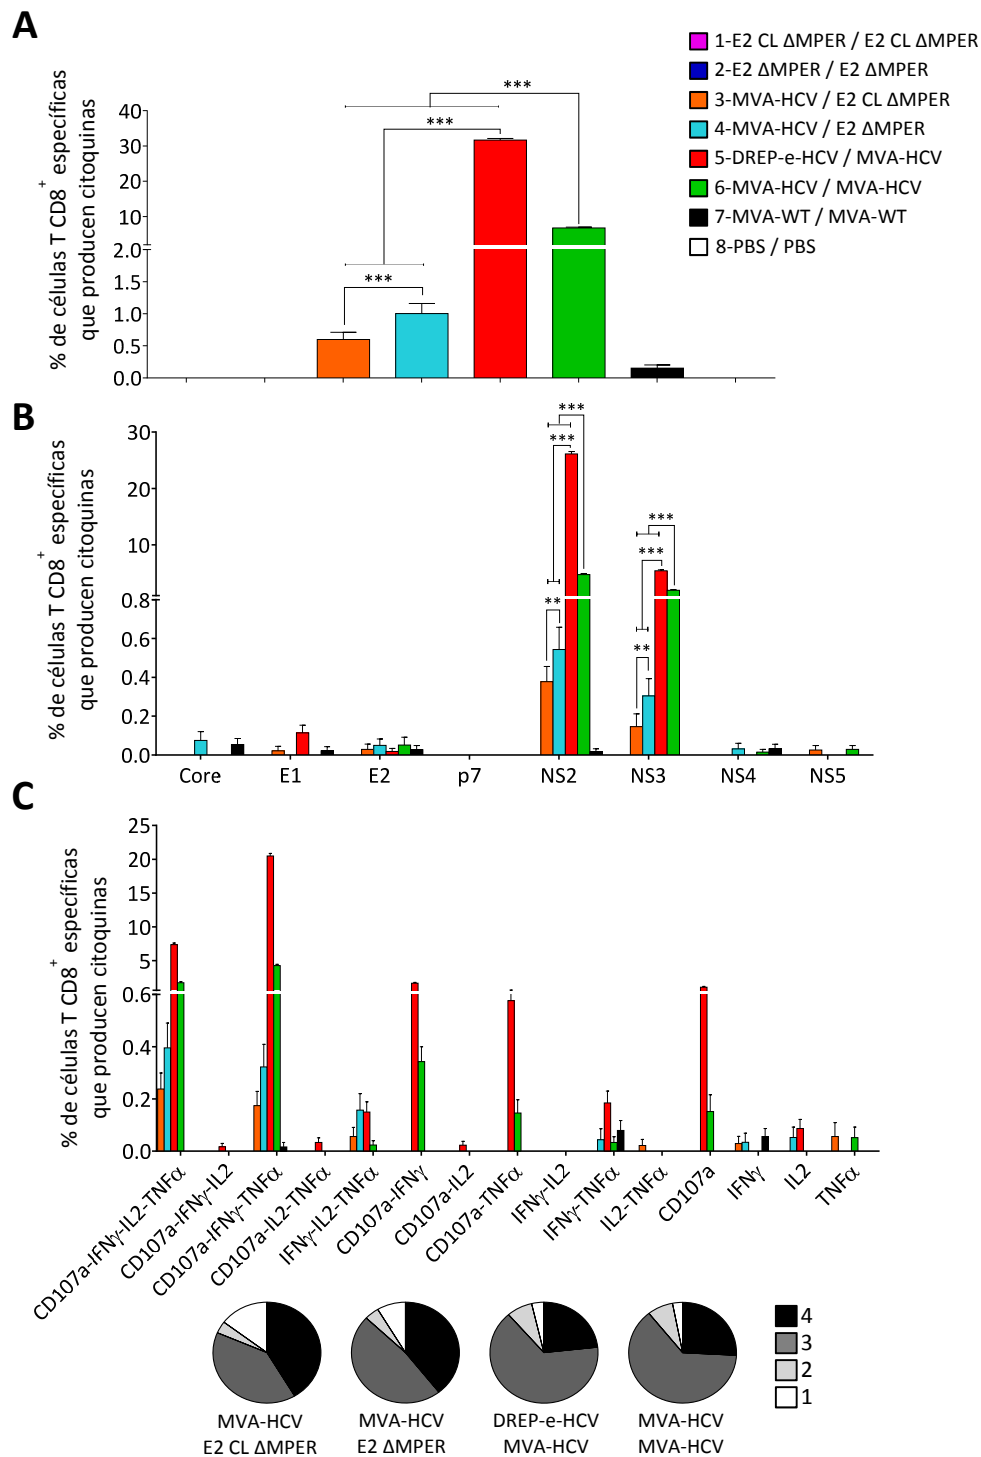 A
1-E2 CL ΔMPER / E2 CL ΔMPER
2-E2 ΔMPER / E2 ΔMPER
3-MVA-HCV / E2 CL ΔMPER
4-MVA-HCV / E2 ΔMPER
5-DREP-e-HCV / MVA-HCV
6-MVA-HCV / MVA-HCV
7-MVA-WT / MVA-WT
8-PBS / PBS
% de células T CD8+ específicas
que producen citoquinas
40
30
20
10
2.0
1.5
1.0
0.5
0.0
***
***
***
B
% de células T CD8+ específicas
que producen citoquinas
30
20
10
0.8
0.6
0.4
0.2
0.0
***
***
**
***
***
**
Core E1 E2 p7 NS2 NS3 NS4 NS5
C
% de células T CD8+ específicas
que producen citoquinas
25
20
15
10
5
0.6
0.4
0.2
0.0
CD107a-IFNγ-IL2-TNFα
CD107a-IFNγ-IL2
CD107a-IFNγ-TNFα
CD107a-IL2-TNFα
IFNγ-IL2-TNFα
CD107a-IFNγ
CD107a-IL2
CD107a-TNFα
IFNγ-IL2
IFNγ-TNFα
IL2-TNFα
CD107a
IFNγ
IL2
TNFα
4
3
2
1
MVA-HCV
E2 CL ΔMPER
MVA-HCV
E2 ΔMPER
DREP-e-HCV
MVA-HCV
MVA-HCV
MVA-HCV